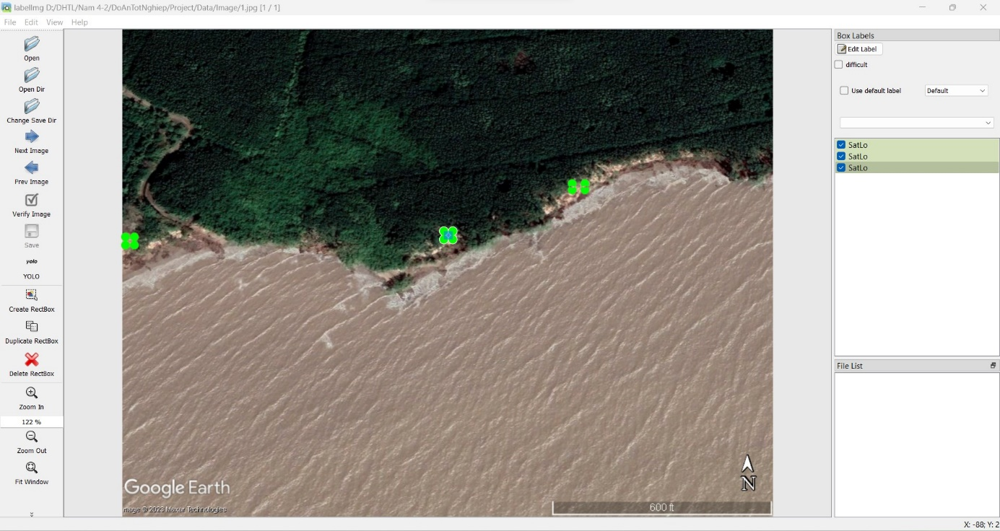 labelImg D:/DHTL/Nam 4-2/DoAnTotNghiep/Project/Data/Image/1.jpg [1 / 1]
File Edit View Help
Open
Open Dir
Change Save Dir
Next Image
Prev Image
Verify Image
Save
yolo
YOLO
Create RectBox
Duplicate RectBox
Delete RectBox
Zoom In
122 %
Zoom Out
Fit Window
Google Earth
mage © 2023 Maxar Technologies
N
600 ft
Box Labels
Edit Label
difficult
Use default label Default
SatLo
SatLo
SatLo
File List
X: -88; Y: 2